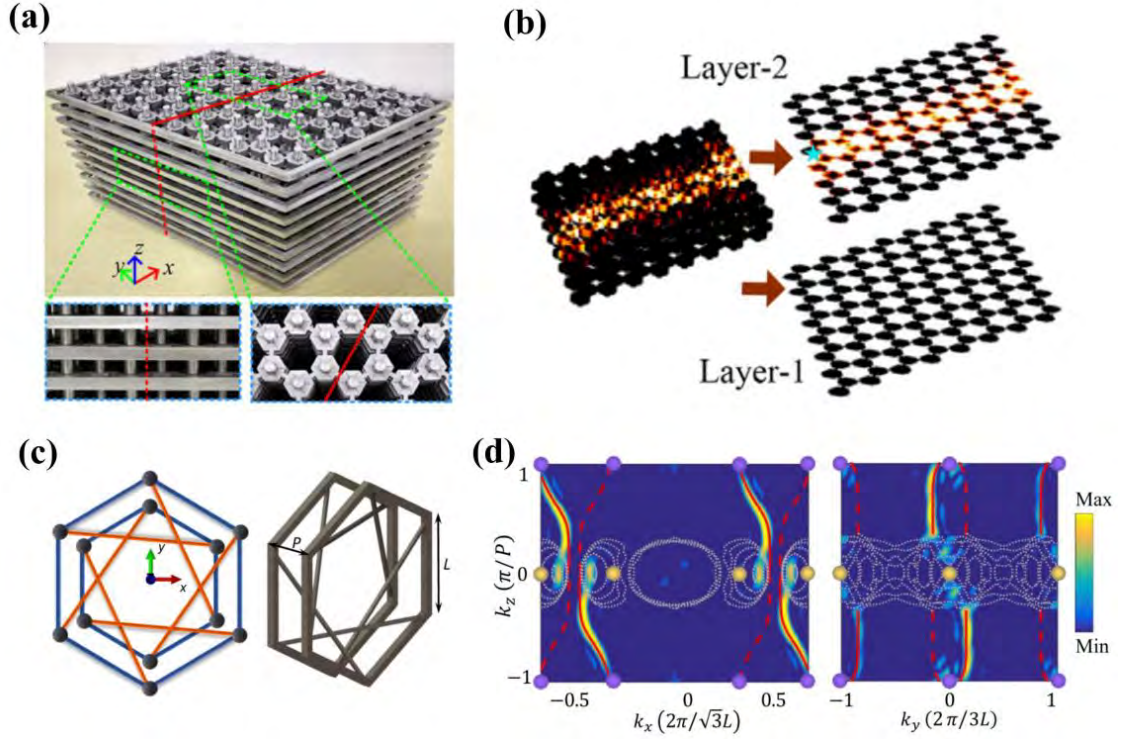 (a)
z
y
x
(b)
Layer-2
Layer-1
(c)
y
x
P
L
(d)
k_z (π/P)
1
0
−1
−0.5
0
0.5
k_x (2π/√3L)
−1
0
1
k_y (2π/3L)
Max
Min